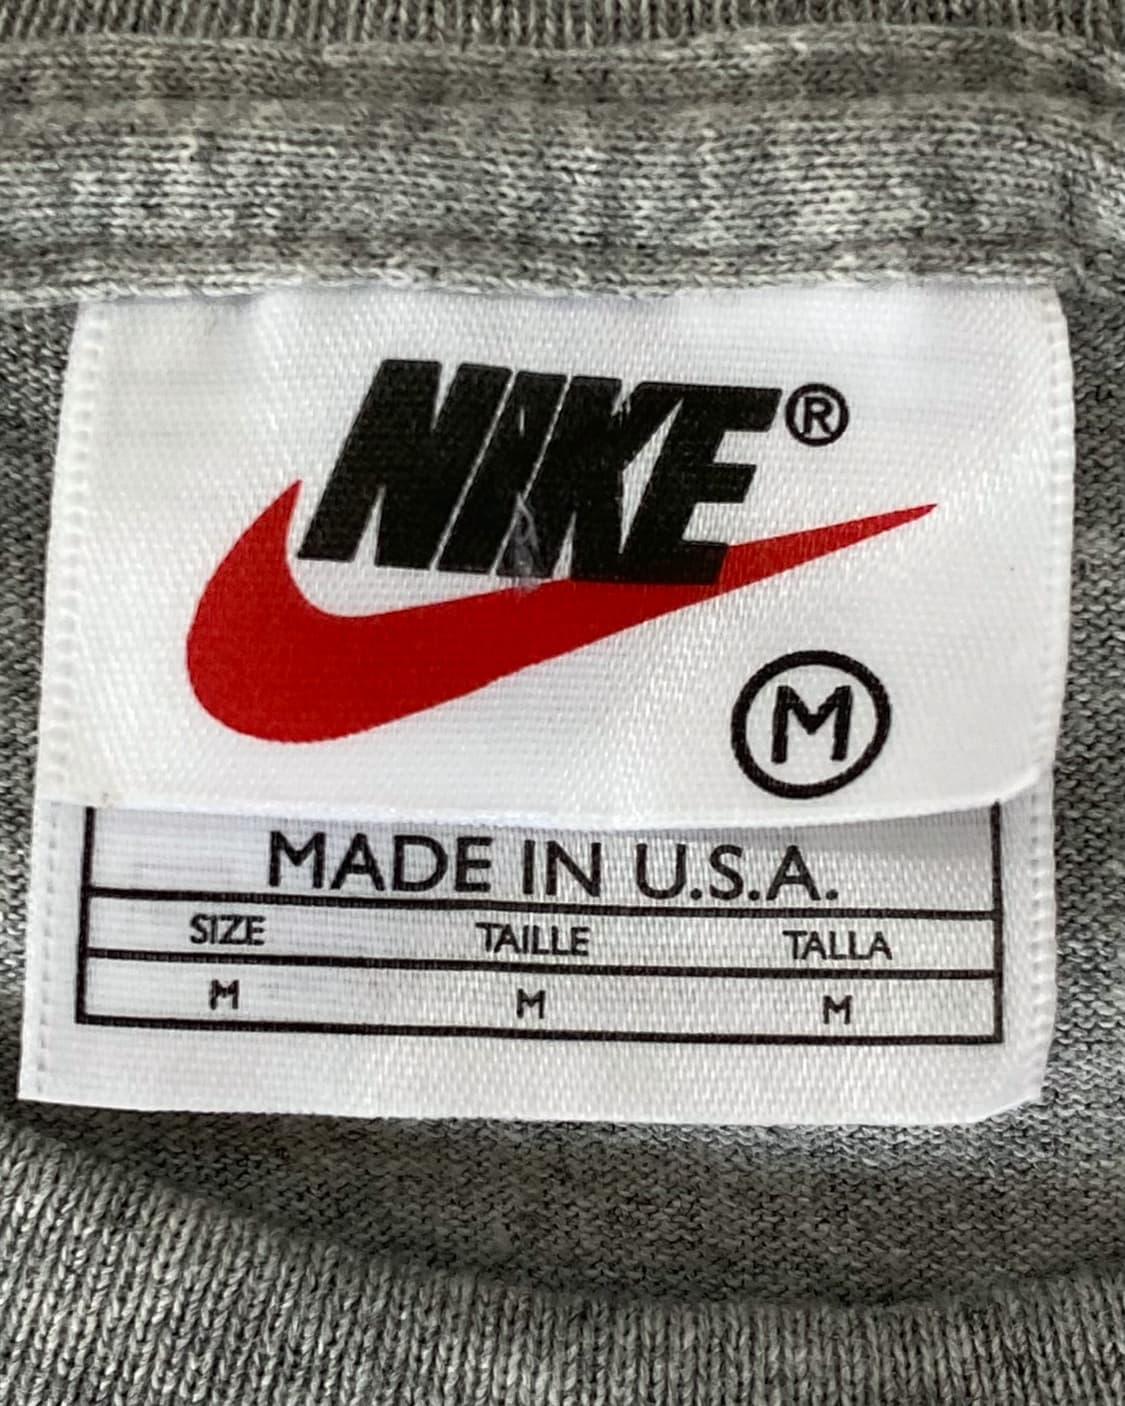 NIKE®
M
MADE IN U.S.A.
SIZE TAILLE TALLA
M M M